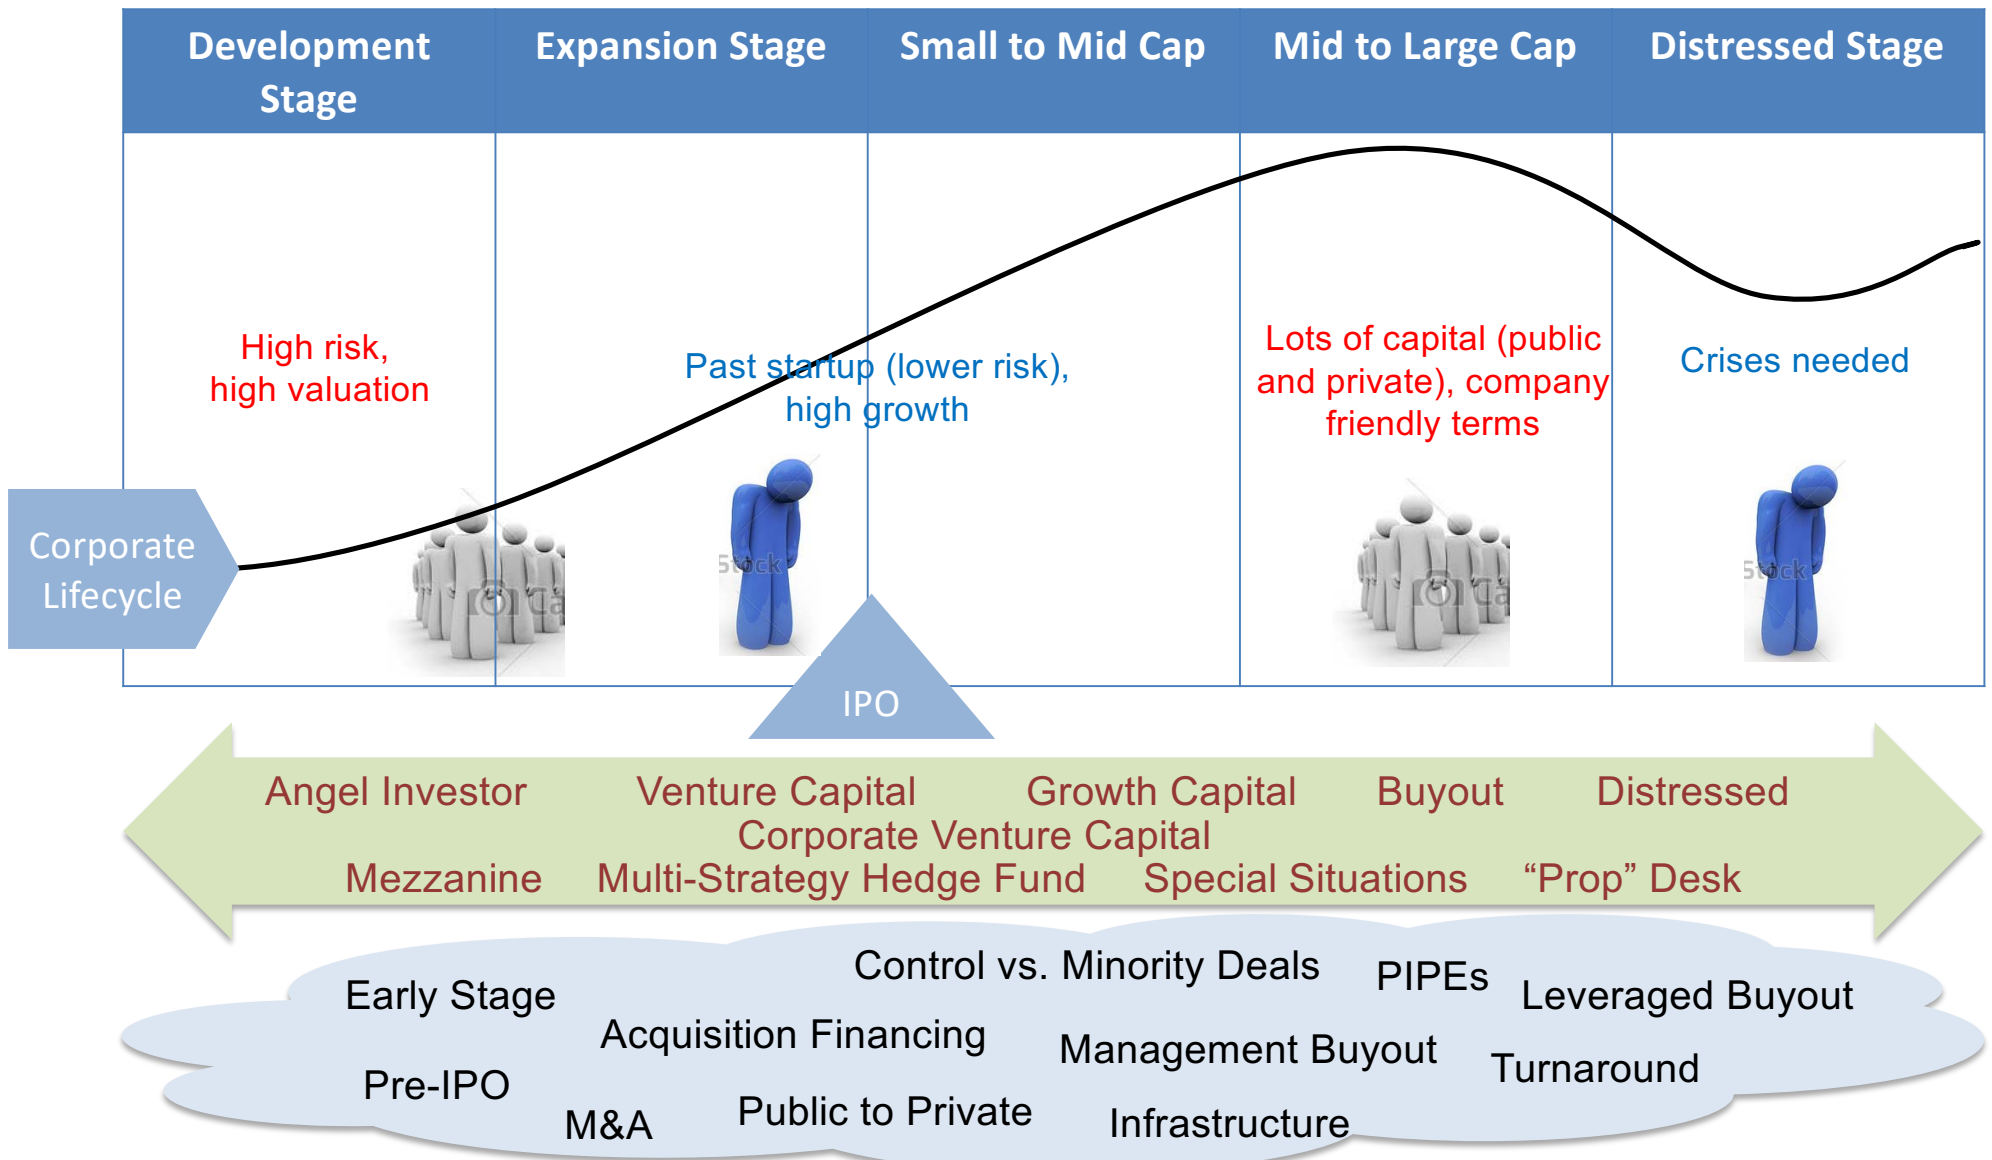 Development
Stage
Expansion Stage
Small to Mid Cap
Mid to Large Cap
Distressed Stage
High risk,
high valuation
Past startup (lower risk),
high growth
Lots of capital (public
and private), company
friendly terms
Crises needed
Corporate
Lifecycle
Ca
5tock
Ca
5tock
IPO
Angel Investor
Venture Capital
Growth Capital
Buyout
Distressed
Corporate Venture Capital
Mezzanine
Multi-Strategy Hedge Fund
Special Situations
“Prop” Desk
Control vs. Minority Deals
PIPEs
Early Stage
Leveraged Buyout
Acquisition Financing
Management Buyout
Turnaround
Pre-IPO
M&A
Public to Private
Infrastructure